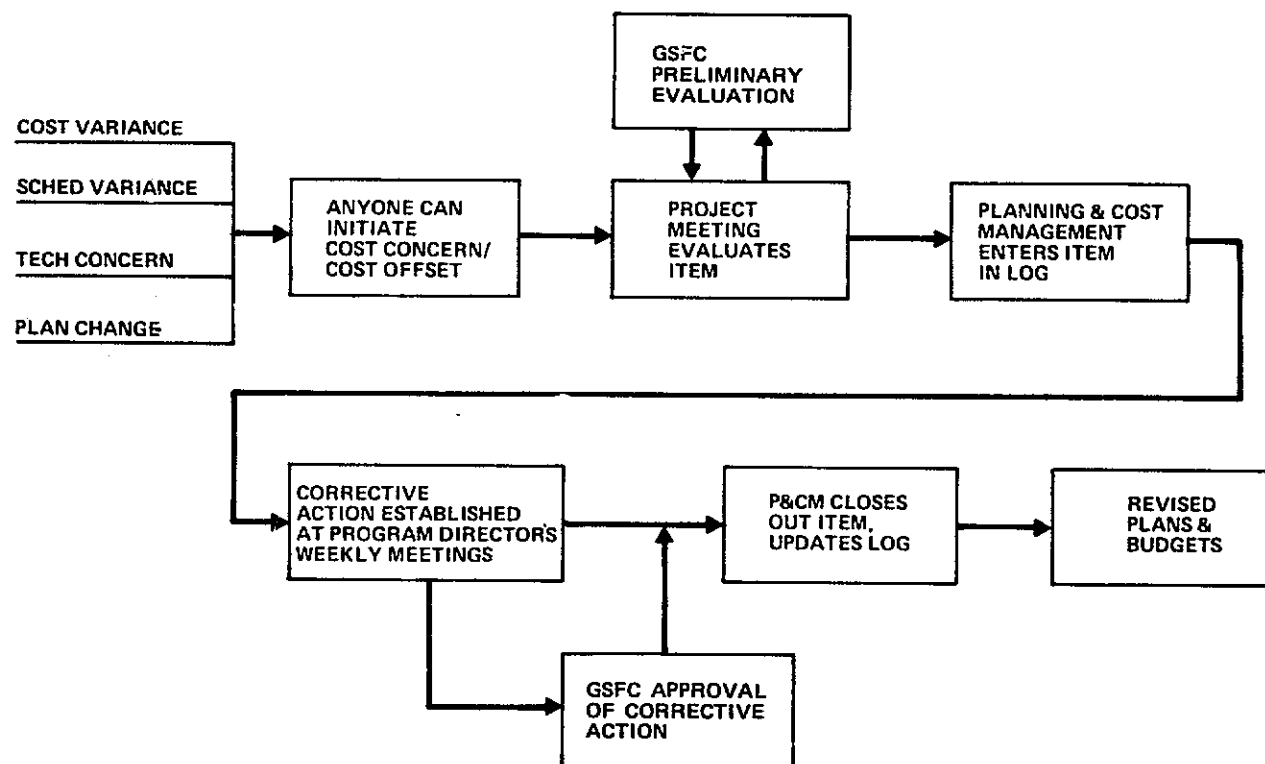 GSFC
PRELIMINARY
EVALUATION
COST VARIANCE
SCHED VARIANCE
TECH CONCERN
PLAN CHANGE
ANYONE CAN
INITIATE
COST CONCERN/
COST OFFSET
PROJECT
MEETING
EVALUATES
ITEM
PLANNING & COST
MANAGEMENT
ENTERS ITEM
IN LOG
CORRECTIVE
ACTION ESTABLISHED
AT PROGRAM DIRECTOR'S
WEEKLY MEETINGS
P&CM CLOSES
OUT ITEM,
UPDATES LOG
REVISED
PLANS &
BUDGETS
GSFC APPROVAL
OF CORRECTIVE
ACTION